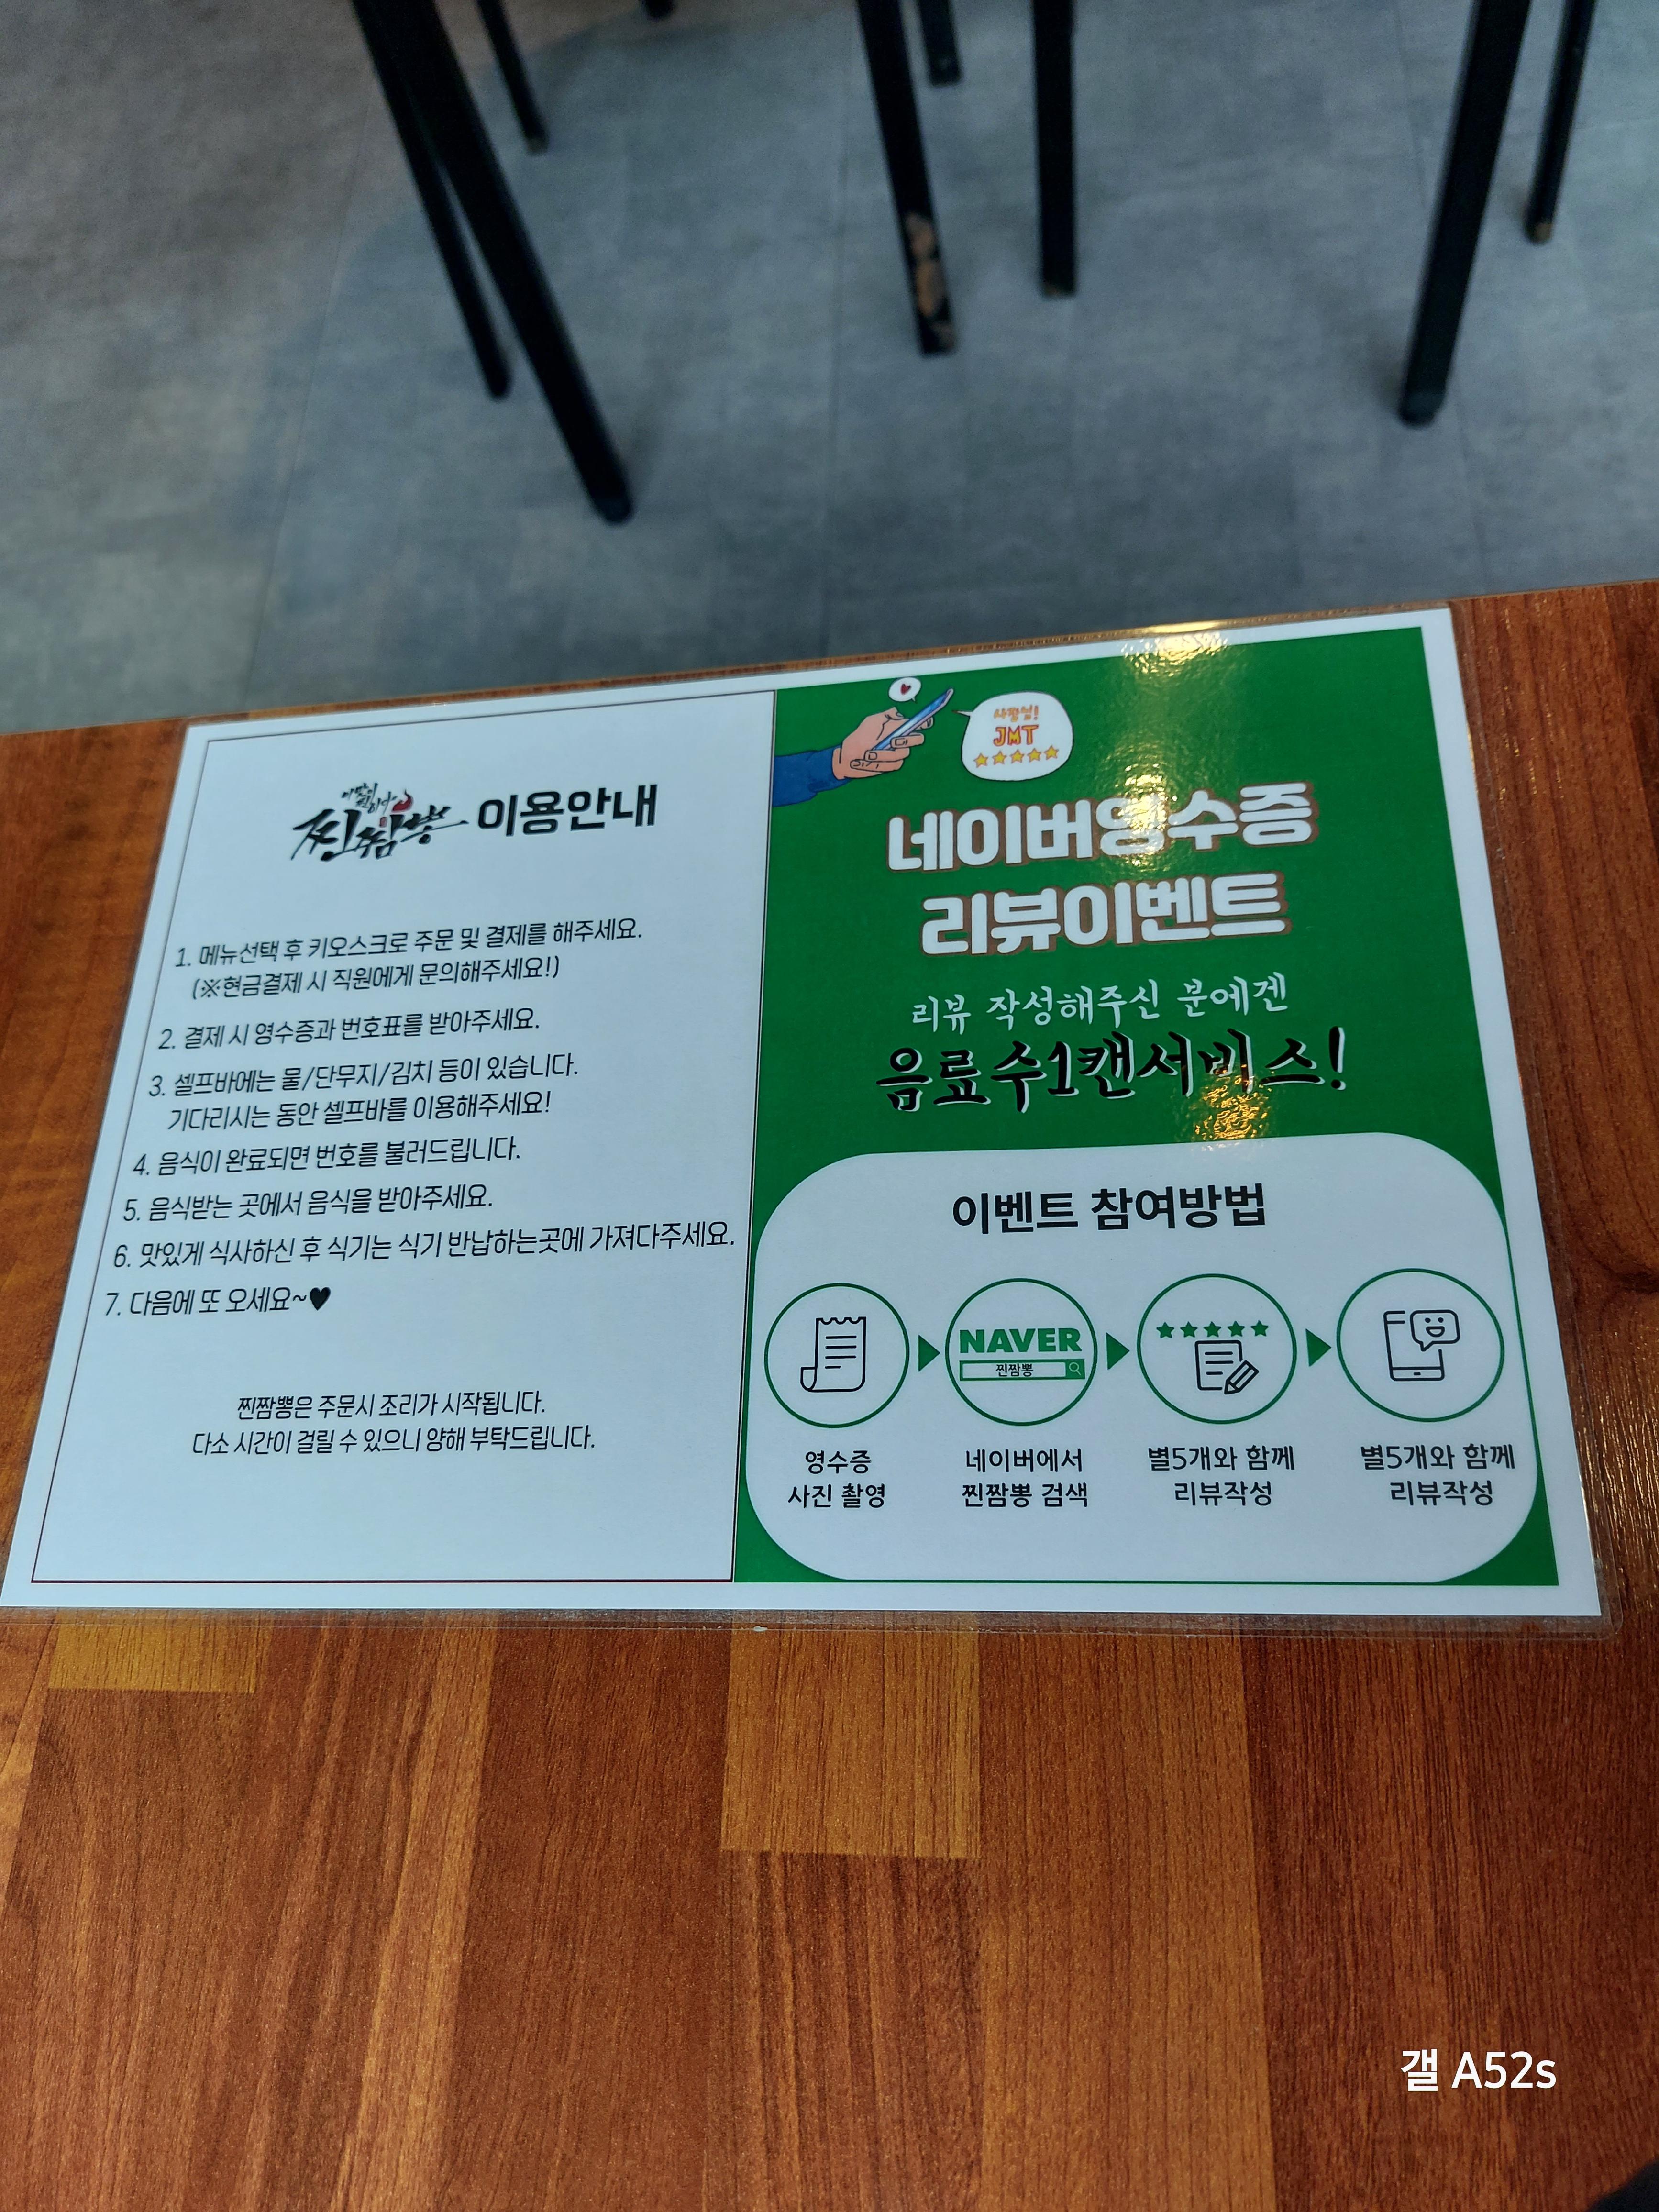 이맛이
찐이다
찐짬뽕 이용안내
1. 메뉴선택 후 키오스크로 주문 및 결제를 해주세요.
(※현금결제 시 직원에게 문의해주세요!)
2. 결제 시 영수증과 번호표를 받아주세요.
3. 셀프바에는 물/단무지/김치 등이 있습니다.
기다리시는 동안 셀프바를 이용해주세요!
4. 음식이 완료되면 번호를 불러드립니다.
5. 음식받는 곳에서 음식을 받아주세요.
6. 맛있게 식사하신 후 식기는 식기 반납하는곳에 가져다주세요.
7. 다음에 또 오세요~♥
찐짬뽕은 주문시 조리가 시작됩니다.
다소 시간이 걸릴 수 있으니 양해 부탁드립니다.
사장님!
JMT
네이버영수증
리뷰이벤트
리뷰 작성해주신 분에겐
음료수1캔서비스!
이벤트 참여방법
NAVER
찐짬뽕
영수증
사진 촬영
네이버에서
찐짬뽕 검색
별5개와 함께
리뷰작성
별5개와 함께
리뷰작성
갤 A52s